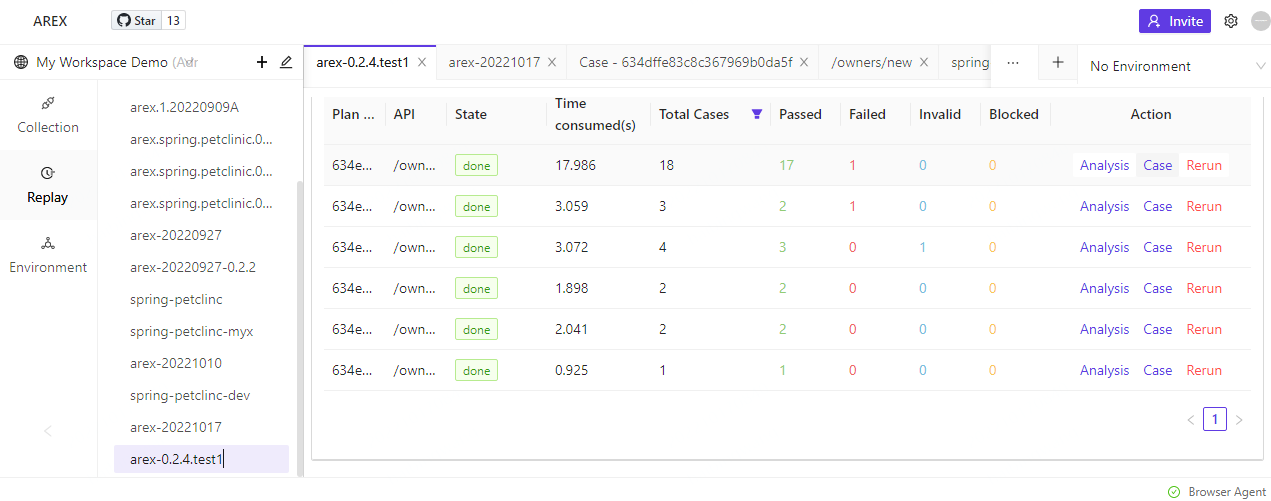 AREX
Star 13
Invite
My Workspace Demo
arex-0.2.4.test1
arex-20221017
Case - 634dffe83c8c367969b0da5f
/owners/new
spring
...
No Environment
Collection
Replay
Environment
arex.1.20220909A
arex.spring.petclinic.0...
arex.spring.petclinic.0...
arex.spring.petclinic.0...
arex-20220927
arex-20220927-0.2.2
spring-petclinc
spring-petclinc-myx
arex-20221010
spring-petclinc-dev
arex-20221017
arex-0.2.4.test1
Plan ... API State Time consumed(s) Total Cases Passed Failed Invalid Blocked Action
634e... /own... done 17.986 18 17 1 0 0 Analysis Case Rerun
634e... /own... done 3.059 3 2 1 0 0 Analysis Case Rerun
634e... /own... done 3.072 4 3 0 1 0 Analysis Case Rerun
634e... /own... done 1.898 2 2 0 0 0 Analysis Case Rerun
634e... /own... done 2.041 2 2 0 0 0 Analysis Case Rerun
634e... /own... done 0.925 1 1 0 0 0 Analysis Case Rerun
1
Browser Agent